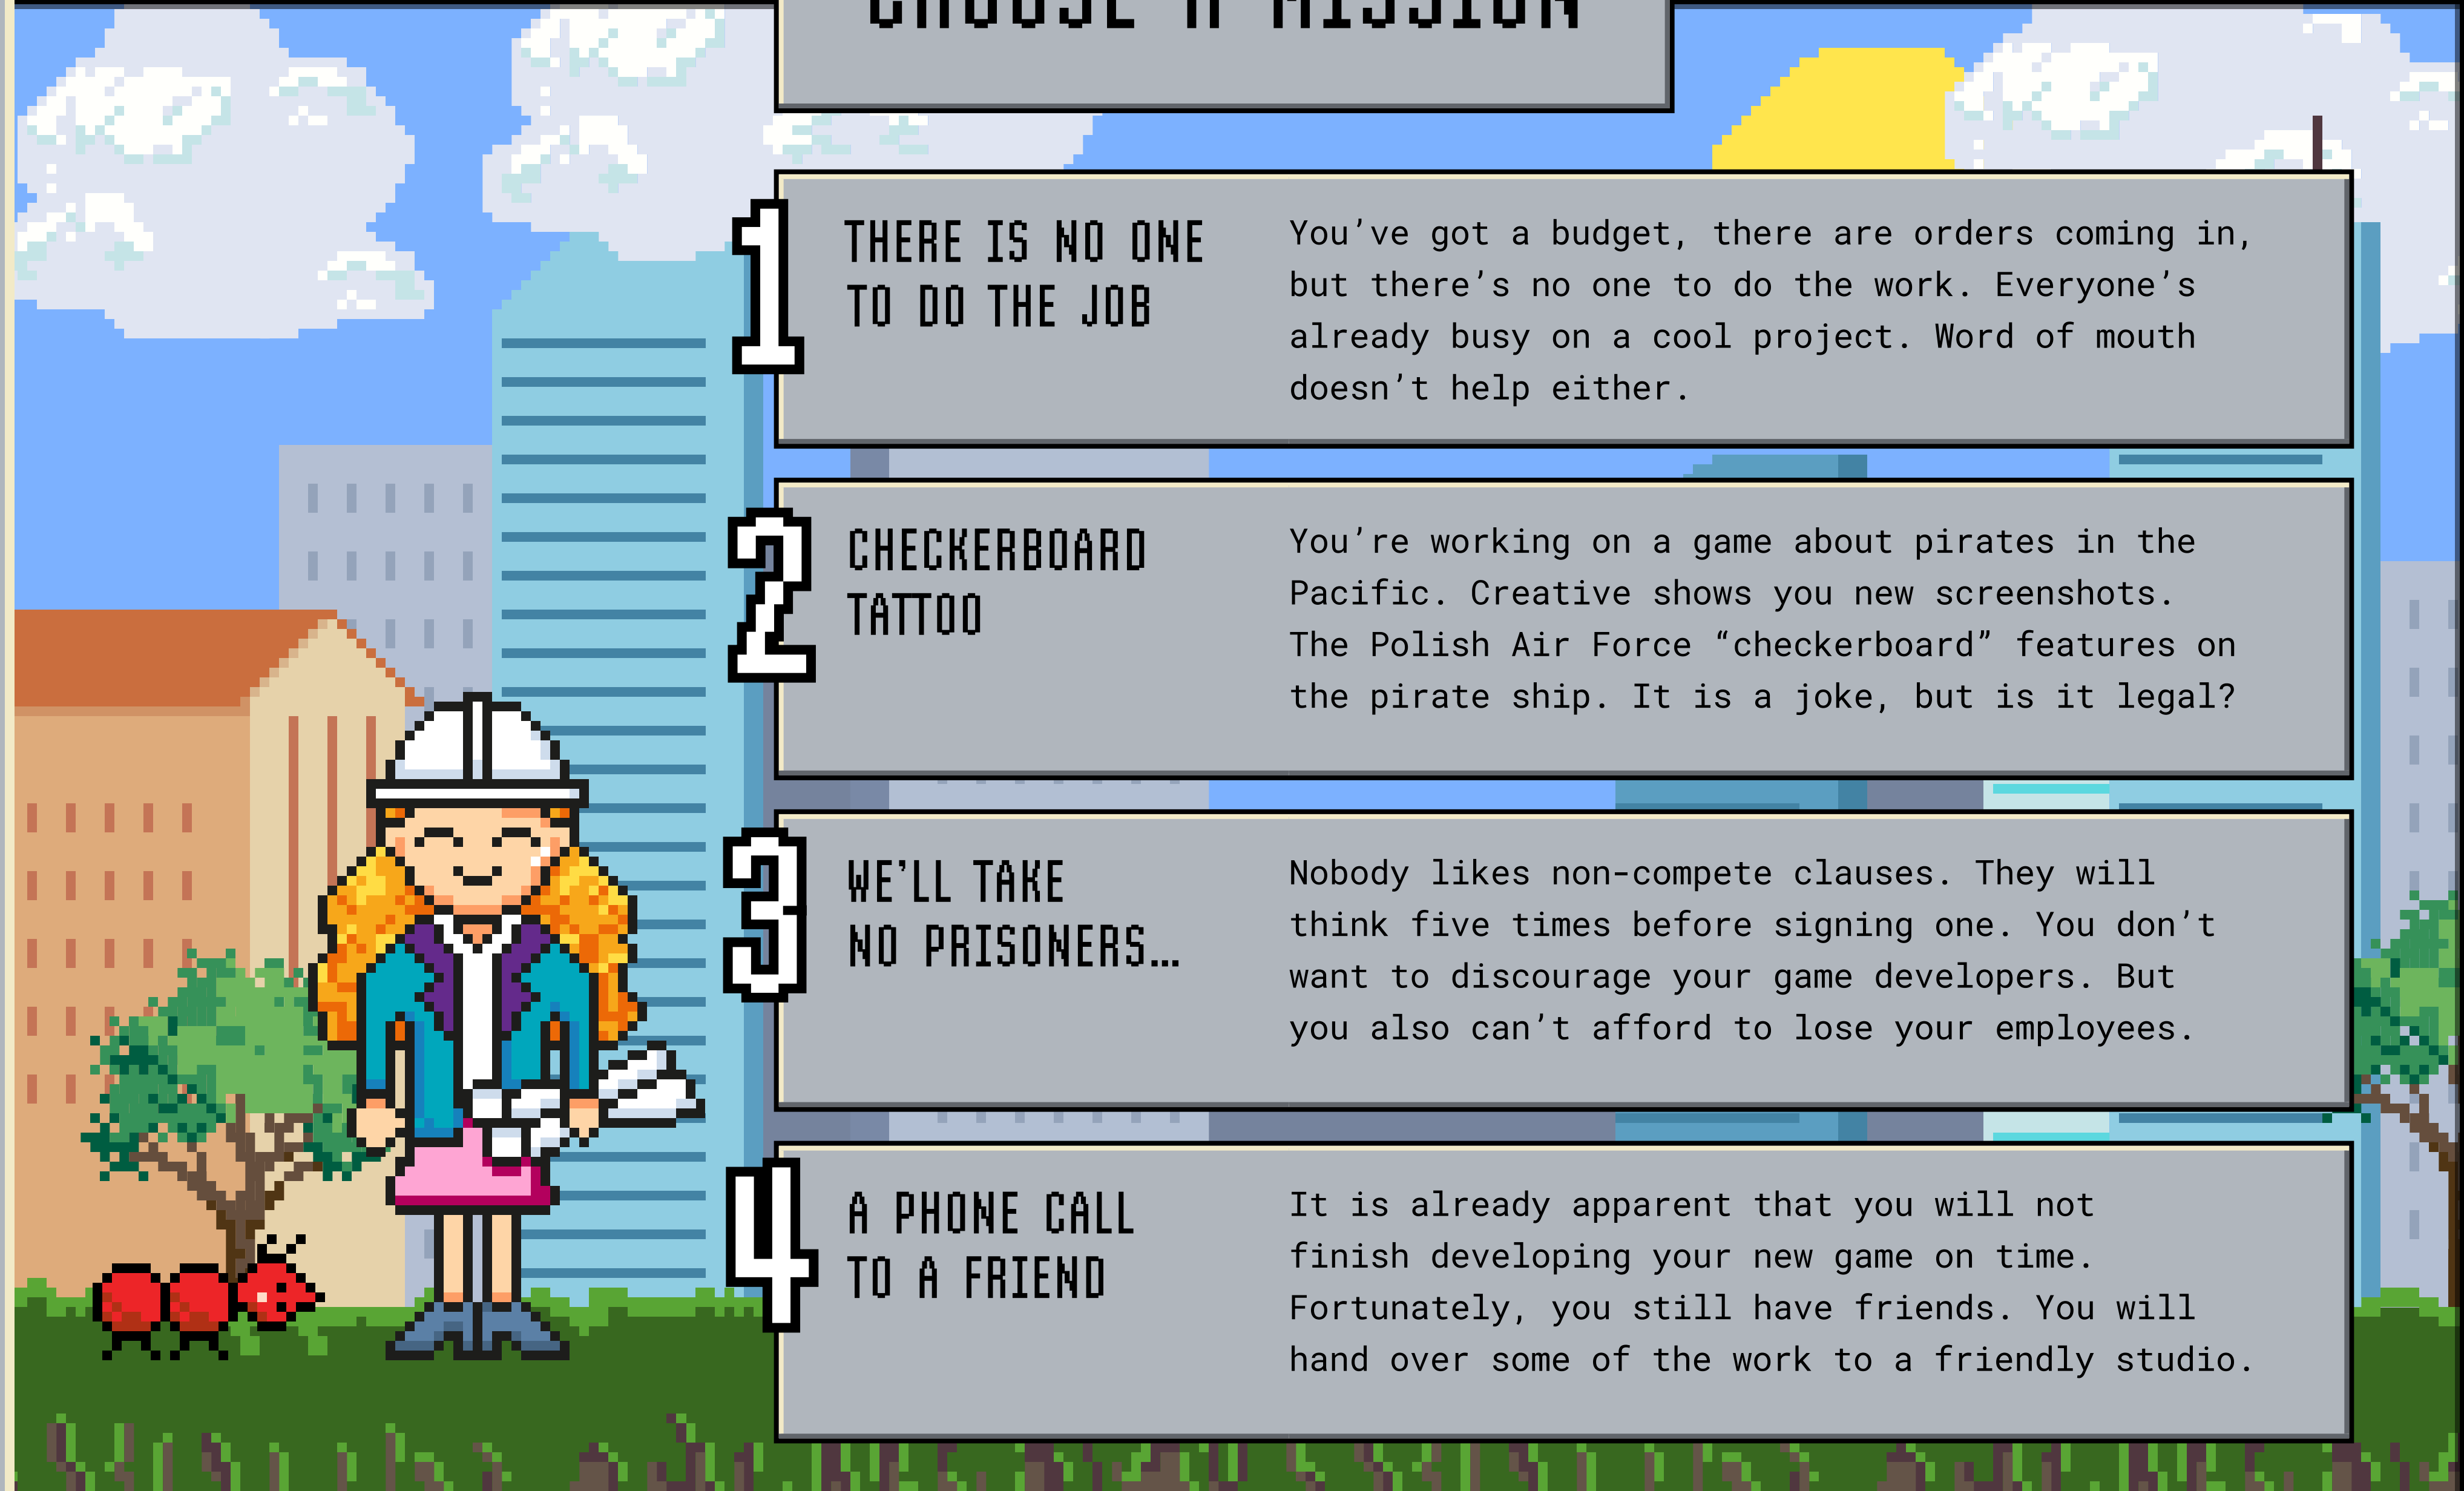 CHOOSE A MISSION
1
THERE IS NO ONE
TO DO THE JOB
You’ve got a budget, there are orders coming in,
but there’s no one to do the work. Everyone’s
already busy on a cool project. Word of mouth
doesn’t help either.
2
CHECKERBOARD
TATTOO
You’re working on a game about pirates in the
Pacific. Creative shows you new screenshots.
The Polish Air Force “checkerboard” features on
the pirate ship. It is a joke, but is it legal?
3
WE’LL TAKE
NO PRISONERS…
Nobody likes non-compete clauses. They will
think five times before signing one. You don’t
want to discourage your game developers. But
you also can’t afford to lose your employees.
4
A PHONE CALL
TO A FRIEND
It is already apparent that you will not
finish developing your new game on time.
Fortunately, you still have friends. You will
hand over some of the work to a friendly studio.